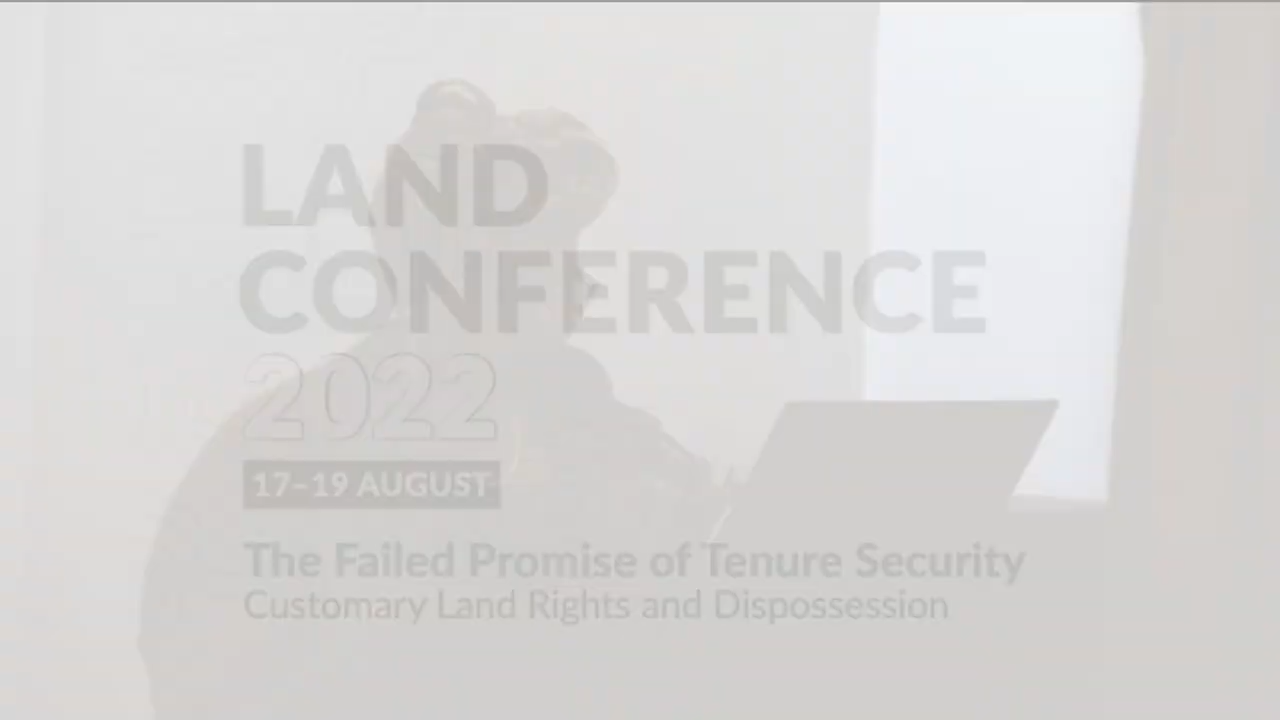 LAND
CONFERENCE
2022
17–19 AUGUST
The Failed Promise of Tenure Security
Customary Land Rights and Dispossession